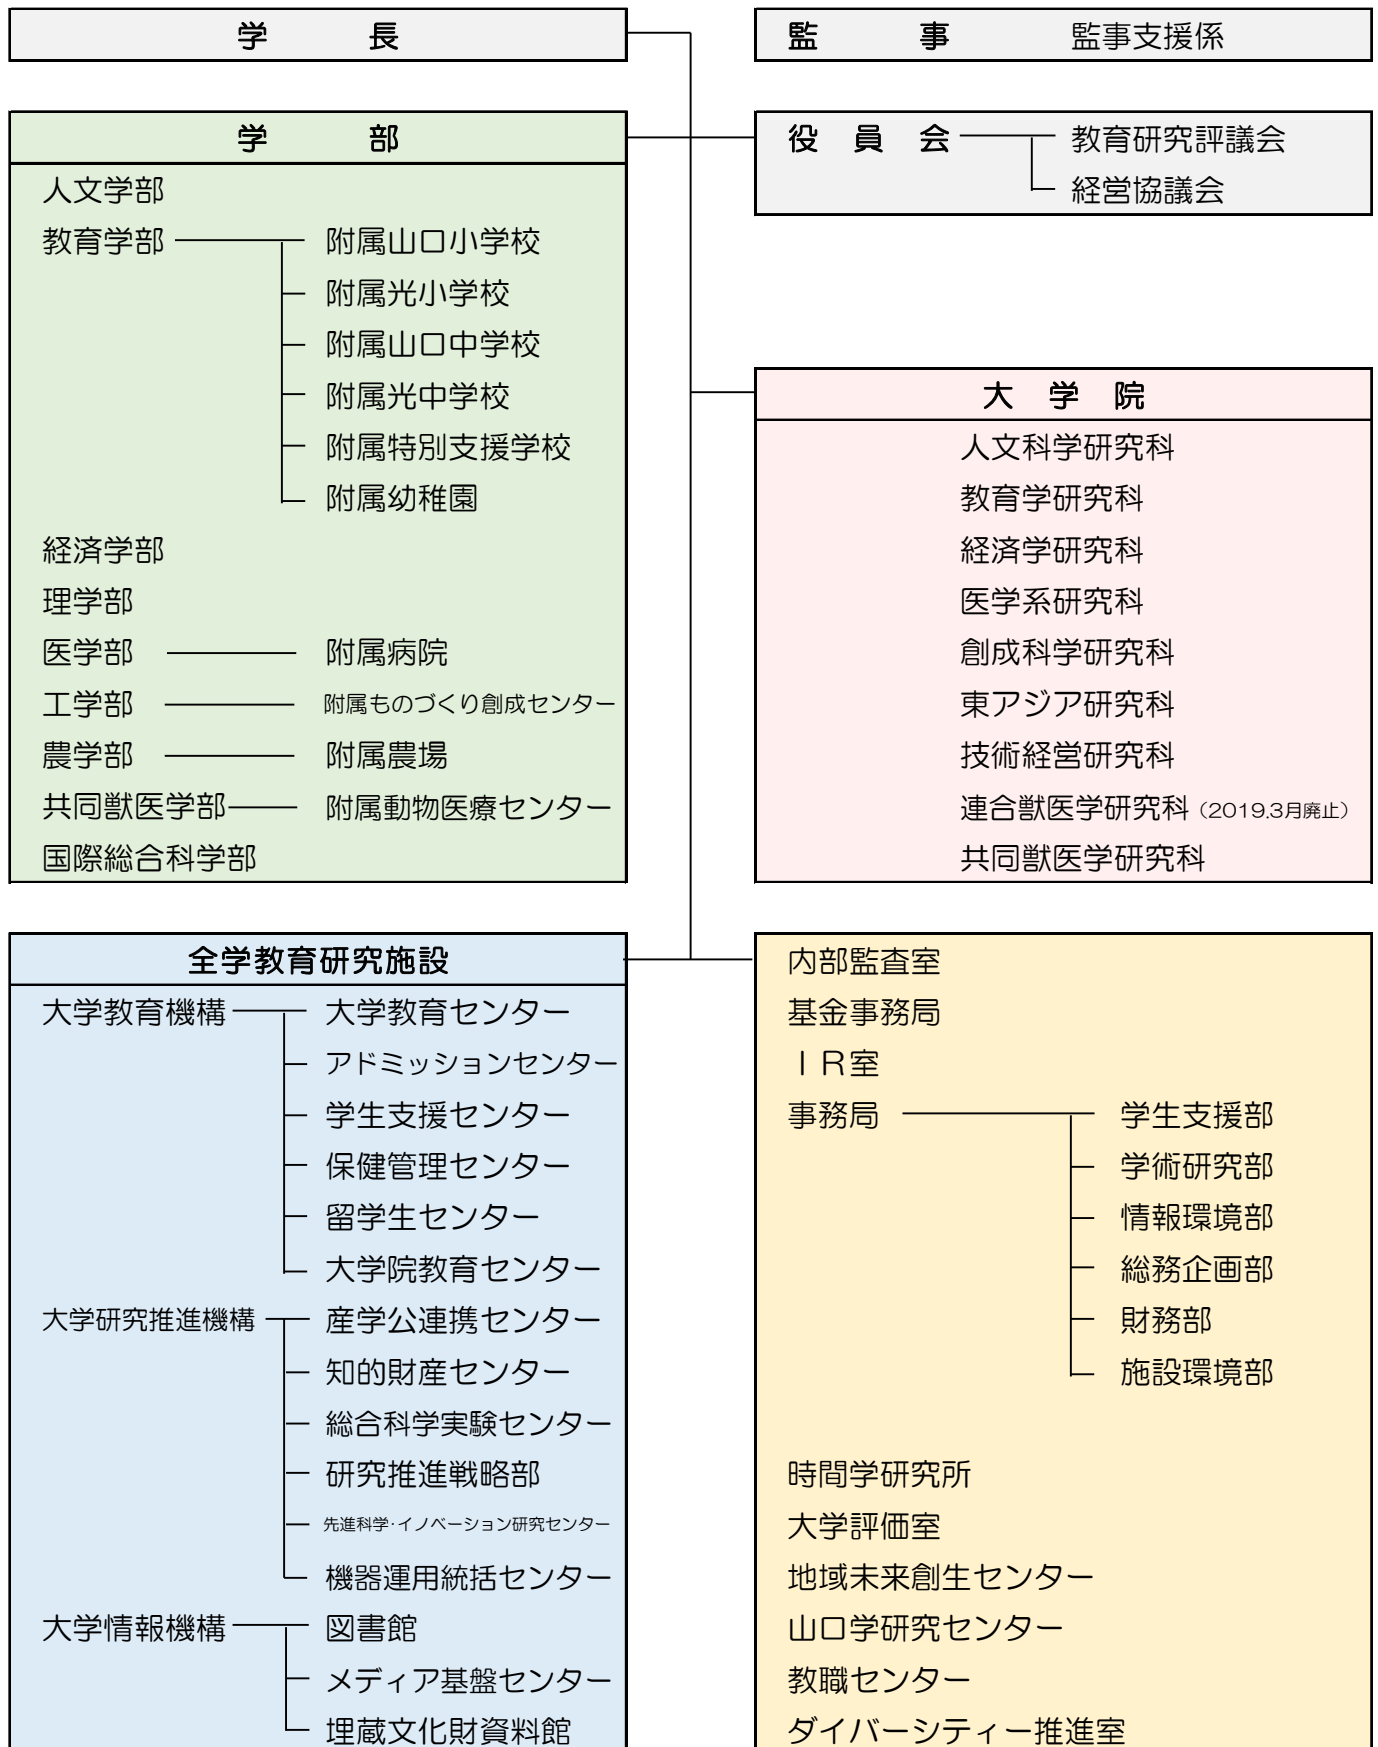 学長
監事 監事支援係
役員会 教育研究評議会
経営協議会
学部
人文学部
教育学部 附属山口小学校
附属光小学校
附属山口中学校
附属光中学校
附属特別支援学校
附属幼稚園
経済学部
理学部
医学部 附属病院
工学部 附属ものづくり創成センター
農学部 附属農場
共同獣医学部 附属動物医療センター
国際総合科学部
大学院
人文科学研究科
教育学研究科
経済学研究科
医学系研究科
創成科学研究科
東アジア研究科
技術経営研究科
連合獣医学研究科（2019.3月廃止）
共同獣医学研究科
全学教育研究施設
大学教育機構 大学教育センター
アドミッションセンター
学生支援センター
保健管理センター
留学生センター
大学院教育センター
大学研究推進機構 産学公連携センター
知的財産センター
総合科学実験センター
研究推進戦略部
先進科学・イノベーション研究センター
機器運用統括センター
大学情報機構 図書館
メディア基盤センター
埋蔵文化財資料館
内部監査室
基金事務局
ＩＲ室
事務局 学生支援部
学術研究部
情報環境部
総務企画部
財務部
施設環境部
時間学研究所
大学評価室
地域未来創生センター
山口学研究センター
教職センター
ダイバーシティー推進室